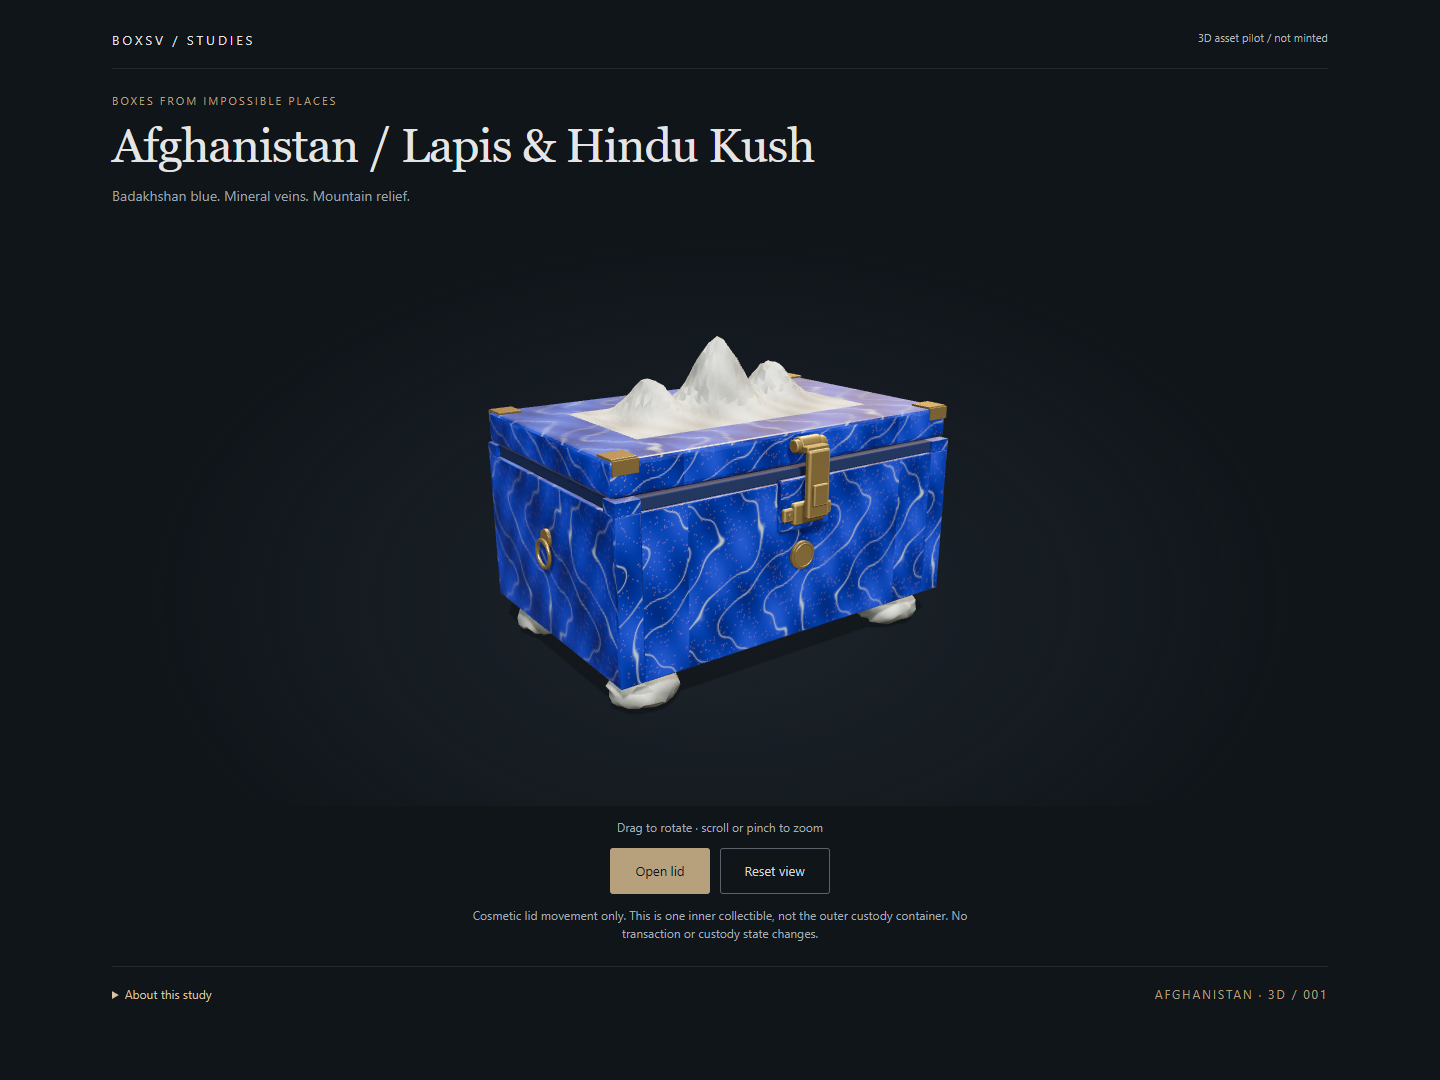 BOXSV / STUDIES
3D asset pilot / not minted
BOXES FROM IMPOSSIBLE PLACES
Afghanistan / Lapis & Hindu Kush
Badakhshan blue. Mineral veins. Mountain relief.
Drag to rotate · scroll or pinch to zoom
Open lid
Reset view
Cosmetic lid movement only. This is one inner collectible, not the outer custody container. No
transaction or custody state changes.
About this study
AFGHANISTAN · 3D / 001